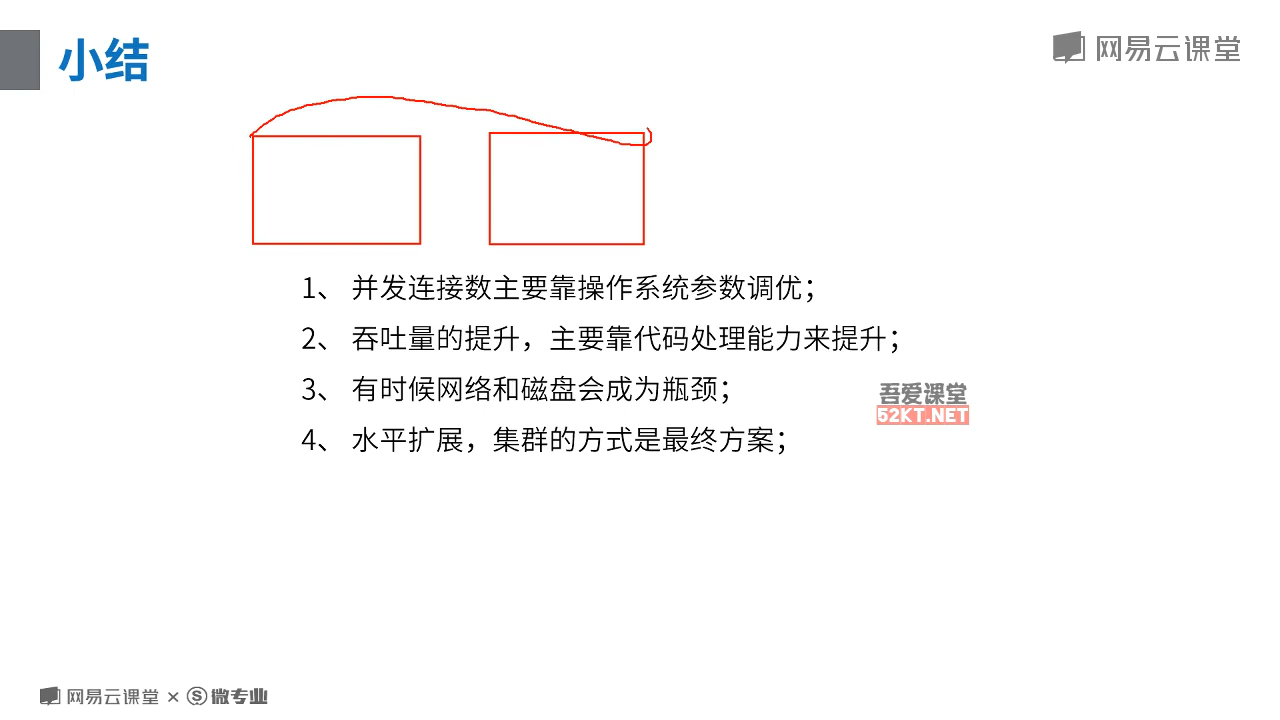 小结
网易云课堂
1、 并发连接数主要靠操作系统参数调优；
2、 吞吐量的提升，主要靠代码处理能力来提升；
3、 有时候网络和磁盘会成为瓶颈；
4、 水平扩展，集群的方式是最终方案；
吾爱课堂
52KT.NET
网易云课堂 × S 微专业